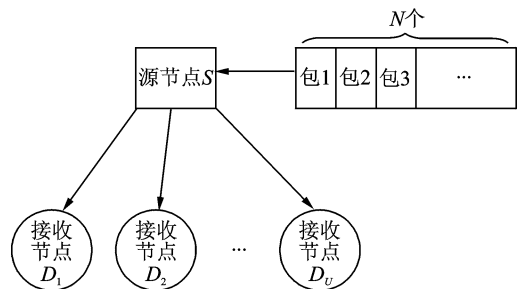 N个
源节点S
包1 包2 包3 ...
接收 接收 接收
节点 节点 ... 节点
D₁ D₂ D_U